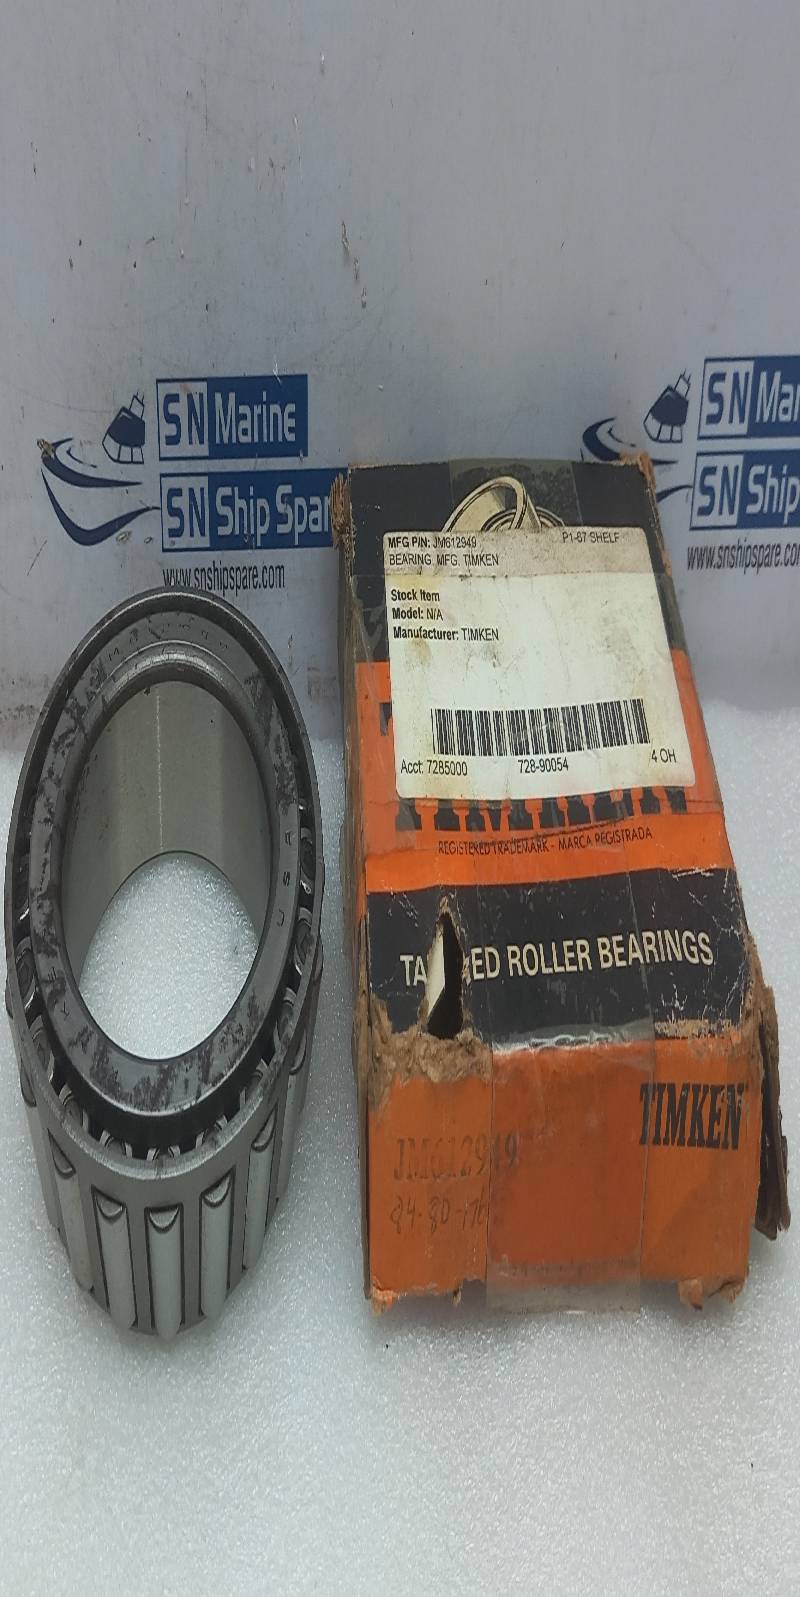 SN Marine
SN Ship Spar
www.snshipspare.com
SN Mar
SN Ship
www.snshipspare.com
MFG P/N: JM612949 P1-67 SHELF
BEARING, MFG. TIMKEN
Stock Item
Model: N/A
Manufacturer: TIMKEN
Acct: 7285000 728-90054 4 OH
TIMKEN
REGISTERED TRADEMARK - MARCA REGISTRADA
TA ED ROLLER BEARINGS
TIMKEN
JM612949
USA